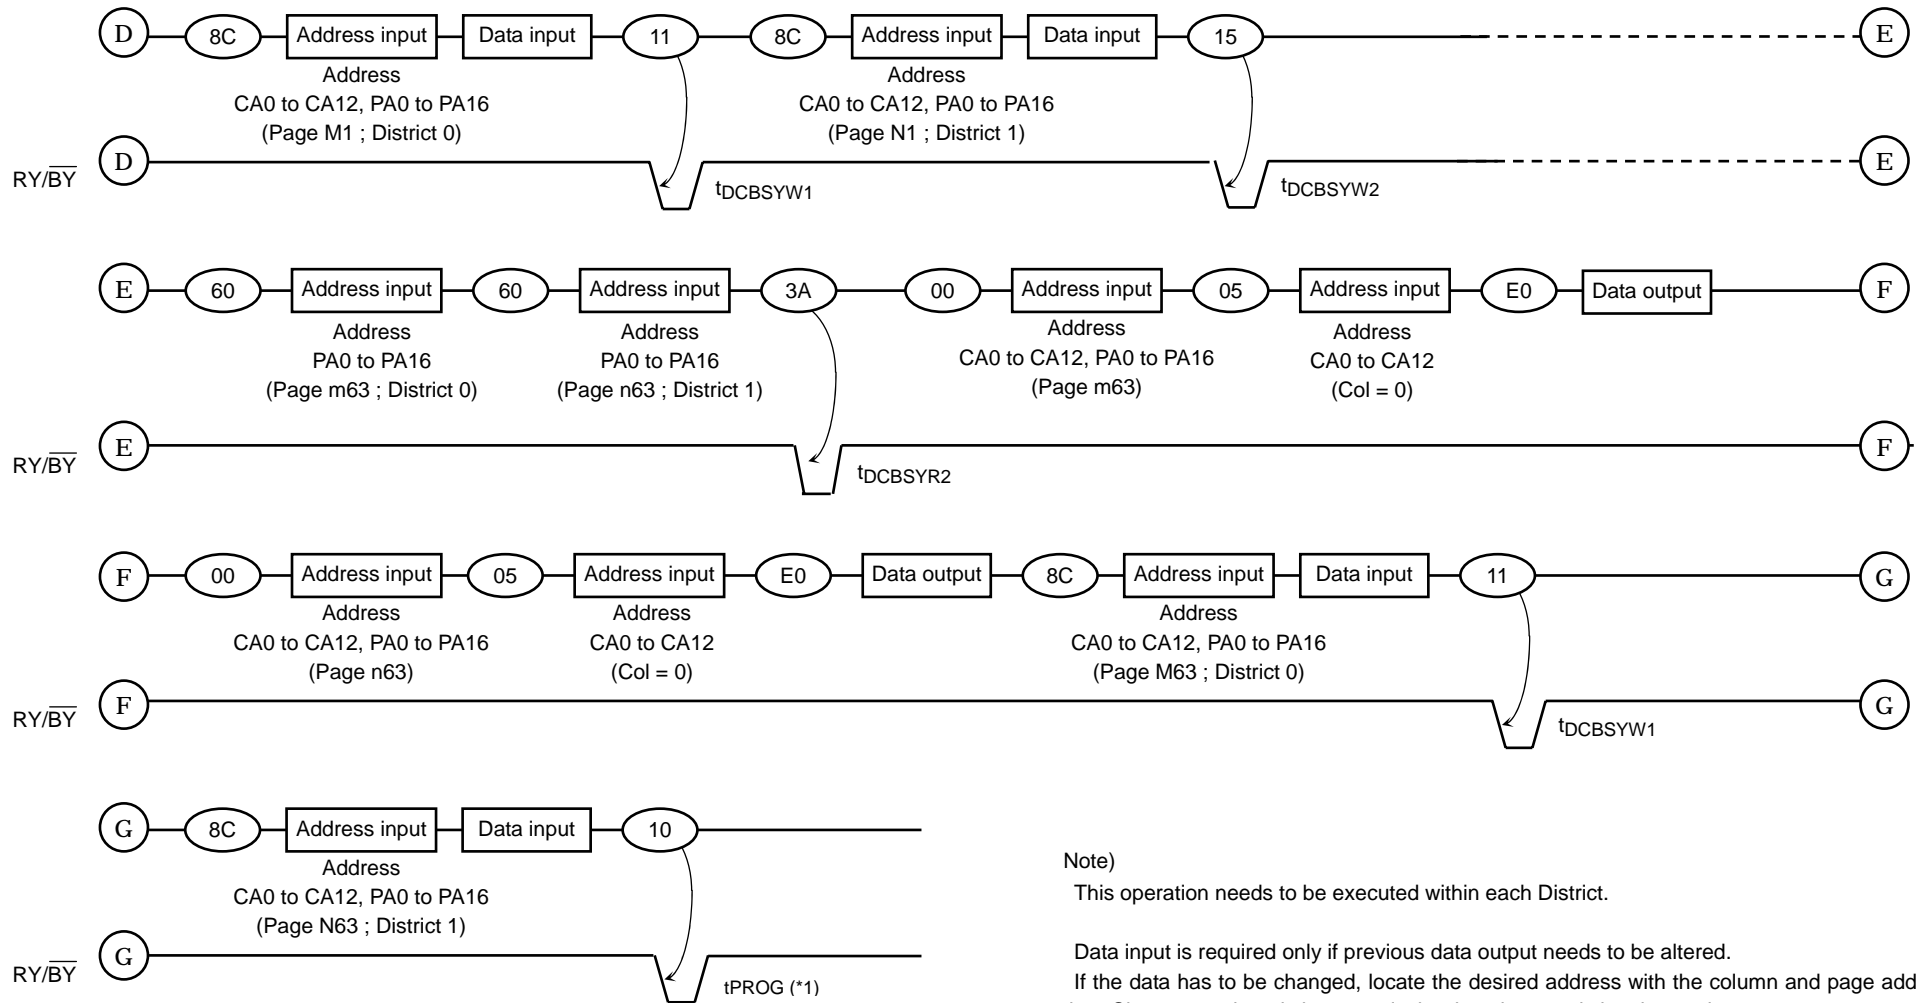 D 8C Address input Data input 11 8C Address input Data input 15 E
Address Address
CA0 to CA12, PA0 to PA16 CA0 to CA12, PA0 to PA16
(Page M1 ; District 0) (Page N1 ; District 1)
D E
RY/BY
tDCBSYW1 tDCBSYW2
E 60 Address input 60 Address input 3A 00 Address input 05 Address input E0 Data output F
Address Address Address Address
PA0 to PA16 PA0 to PA16 CA0 to CA12, PA0 to PA16 CA0 to CA12
(Page m63 ; District 0) (Page n63 ; District 1) (Page m63) (Col = 0)
E F
RY/BY
tDCBSYR2
F 00 Address input 05 Address input E0 Data output 8C Address input Data input 11 G
Address Address Address
CA0 to CA12, PA0 to PA16 CA0 to CA12 CA0 to CA12, PA0 to PA16
(Page n63) (Col = 0) (Page M63 ; District 0)
F G
RY/BY
tDCBSYW1
G 8C Address input Data input 10
Address
CA0 to CA12, PA0 to PA16
(Page N63 ; District 1)
G
RY/BY
tPROG (*1)
Note)
This operation needs to be executed within each District.
Data input is required only if previous data output needs to be altered.
If the data has to be changed, locate the desired address with the column and page add